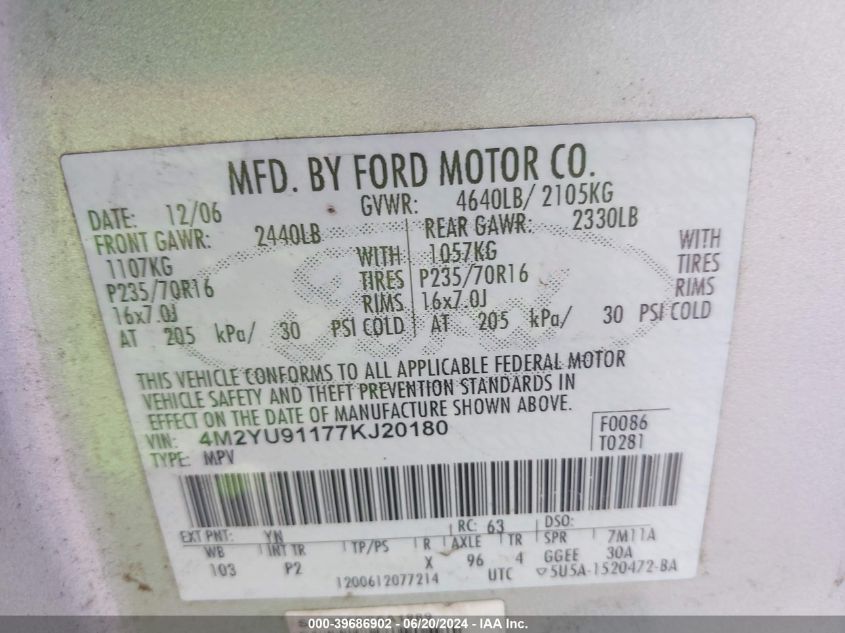 MFD. BY FORD MOTOR CO.
DATE: 12/06 GVWR: 4640LB/ 2105KG
FRONT GAWR: 2440LB REAR GAWR: 2330LB
1107KG WITH 1057KG WITH
P235/70R16 TIRES P235/70R16 TIRES
16x7.0J RIMS 16x7.0J RIMS
AT 205 kPa/ 30 PSI COLD AT 205 kPa/ 30 PSI COLD
THIS VEHICLE CONFORMS TO ALL APPLICABLE FEDERAL MOTOR
VEHICLE SAFETY AND THEFT PREVENTION STANDARDS IN
EFFECT ON THE DATE OF MANUFACTURE SHOWN ABOVE.
VIN: 4M2YU91177KJ20180 F0086
TYPE: MPV T0281
EXT PNT: YN RC: 63 DSO:
WB INT TR TP/PS R AXLE TR SPR 7M11A
103 P2 X 96 4 GGEE 30A
1200612077214 UTC ▽5U5A-1520472-BA
000-39686902 - 06/20/2024 - IAA Inc.